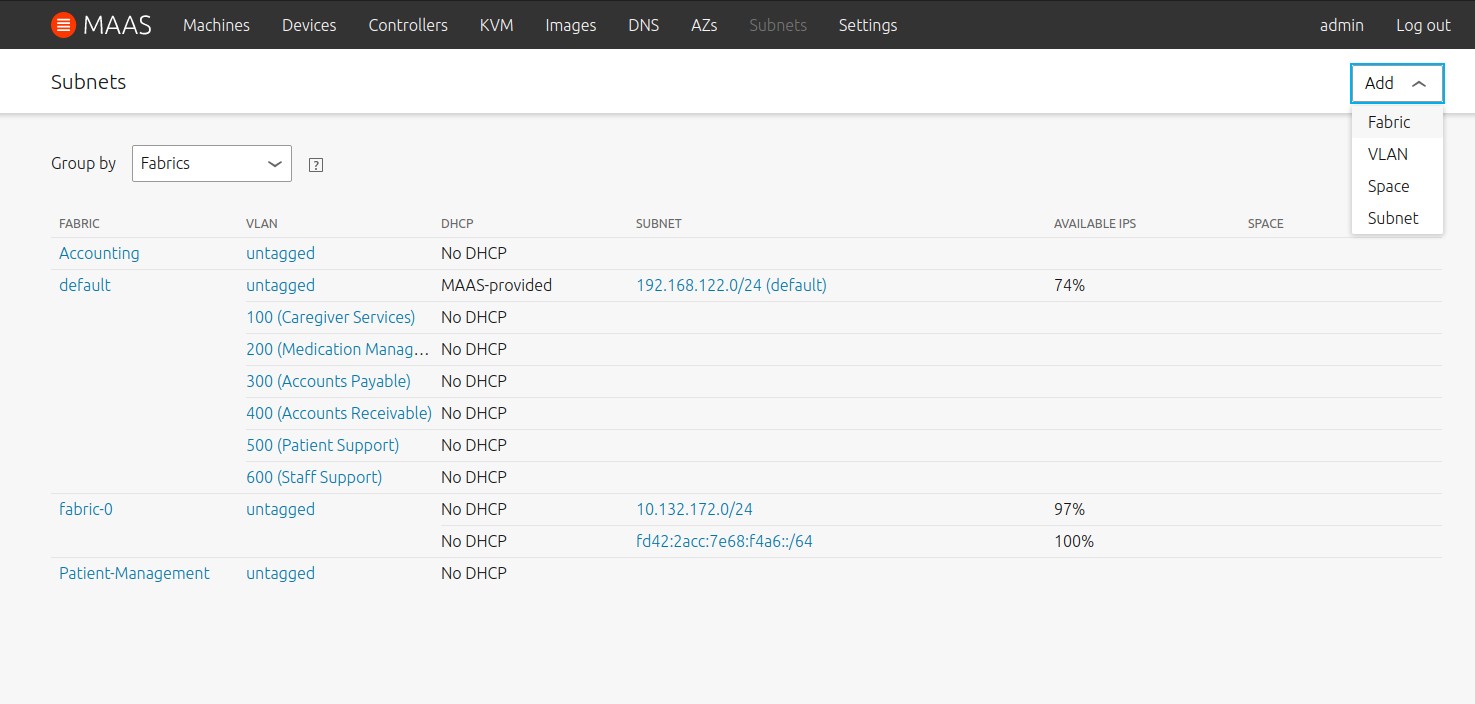 MAAS Machines Devices Controllers KVM Images DNS AZs Subnets Settings admin Log out
Subnets
Add
Fabric
VLAN
Space
Subnet
Group by Fabrics ?
FABRIC VLAN DHCP SUBNET AVAILABLE IPS SPACE
Accounting untagged No DHCP
default untagged MAAS-provided 192.168.122.0/24 (default) 74%
100 (Caregiver Services) No DHCP
200 (Medication Manag... No DHCP
300 (Accounts Payable) No DHCP
400 (Accounts Receivable) No DHCP
500 (Patient Support) No DHCP
600 (Staff Support) No DHCP
fabric-0 untagged No DHCP 10.132.172.0/24 97%
No DHCP fd42:2acc:7e68:f4a6::/64 100%
Patient-Management untagged No DHCP